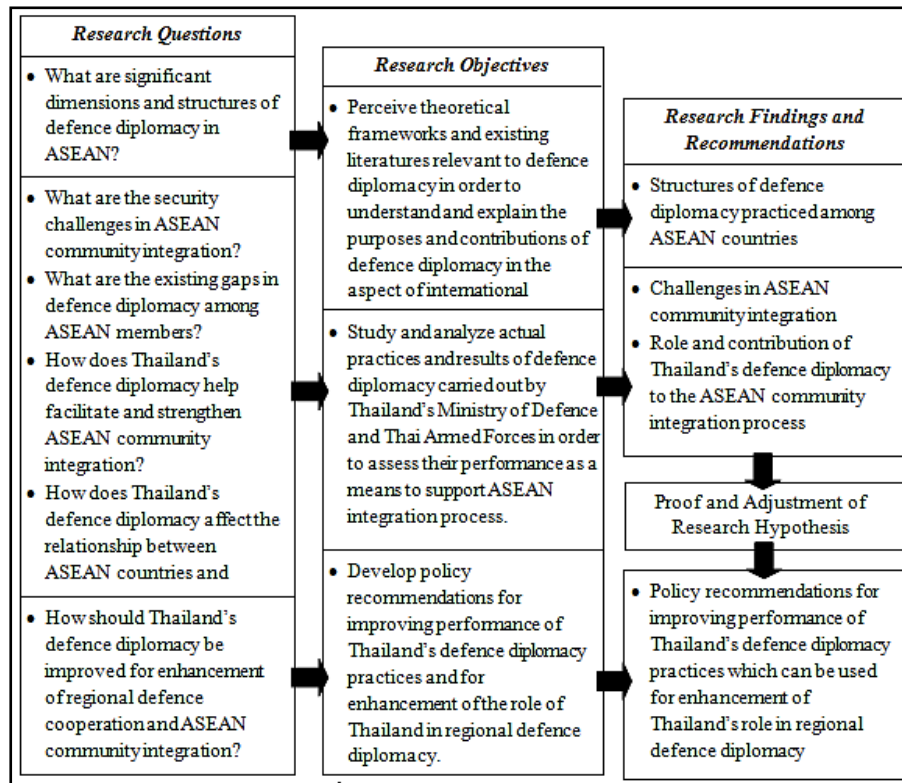 Research Questions
• What are significant
dimensions and structures of
defence diplomacy in
ASEAN?
• What are the security
challenges in ASEAN
community integration?
• What are the existing gaps in
defence diplomacy among
ASEAN members?
• How does Thailand's
defence diplomacy help
facilitate and strengthen
ASEAN community
integration?
• How does Thailand's
defence diplomacy affect the
relationship between
ASEAN countries and
• How should Thailand's
defence diplomacy be
improved for enhancement
of regional defence
cooperation and ASEAN
community integration?
Research Objectives
• Perceive theoretical
frameworks and existing
literatures relevant to defence
diplomacy in order to
understand and explain the
purposes and contributions of
defence diplomacy in the
aspect of international
• Study and analyze actual
practices and results of defence
diplomacy carried out by
Thailand's Ministry of Defence
and Thai Armed Forces in order
to assess their performance as a
means to support ASEAN
integration process.
• Develop policy
recommendations for
improving performance of
Thailand's defence diplomacy
practices and for
enhancement of the role of
Thailand in regional defence
diplomacy.
Research Findings and
Recommendations
• Structures of defence
diplomacy practiced among
ASEAN countries
• Challenges in ASEAN
community integration
• Role and contribution of
Thailand's defence diplomacy
to the ASEAN community
integration process
Proof and Adjustment of
Research Hypothesis
• Policy recommendations for
improving performance of
Thailand's defence diplomacy
practices which can be used
for enhancement of
Thailand's role in regional
defence diplomacy